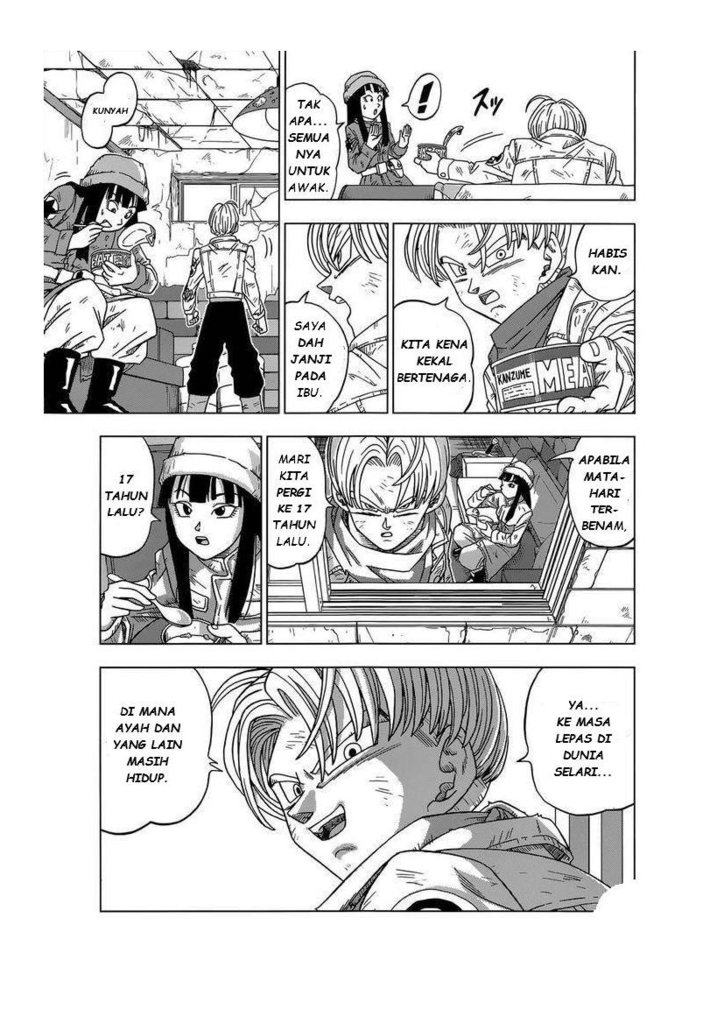 スッ
!
TAK
APA...
SEMUA
NYA
UNTUK
AWAK.
HABIS
KAN.
KITA KENA
KEKAL
BERTENAGA.
KANZUME
MEA
SAYA
DAH
JANJI
PADA
IBU.
KUNYAH
APABILA
MATA-
HARI
TER-
BENAM,
MARI
KITA
PERGI
KE 17
TAHUN
LALU.
17
TAHUN
LALU?
YA...
KE MASA
LEPAS DI
DUNIA
SELARI...
DI MANA
AYAH DAN
YANG LAIN
MASIH
HIDUP.